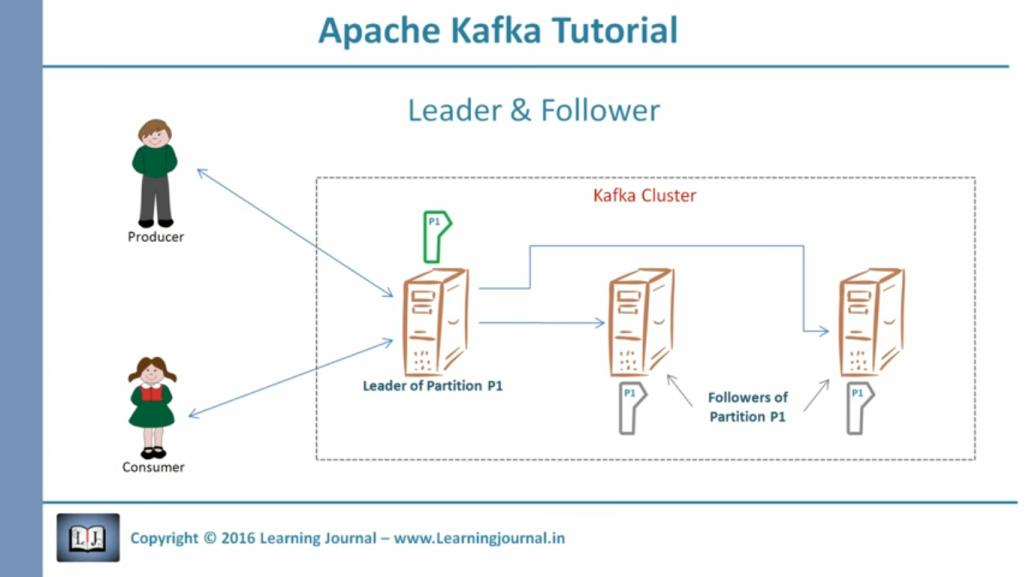 Apache Kafka Tutorial
Leader & Follower
Producer
Kafka Cluster
P1
Leader of Partition P1
P1
Followers of
Partition P1
P1
Consumer
L J
Copyright © 2016 Learning Journal – www.Learningjournal.in